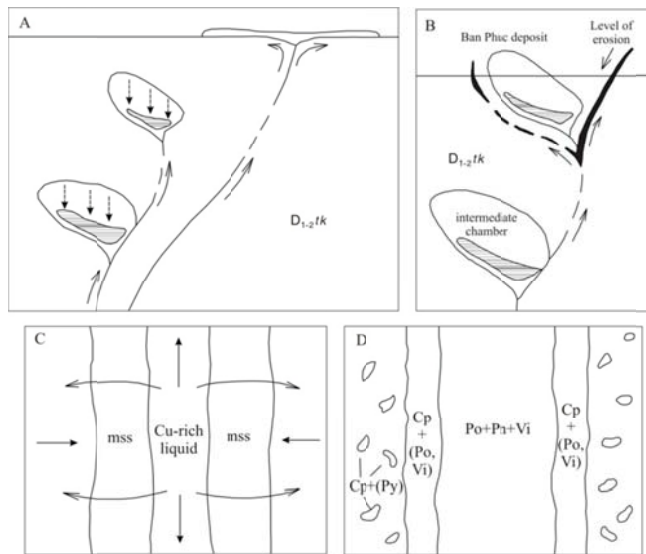 A
D1-2tk
B
Ban Phuc deposit
Level of
erosion
D1-2tk
intermediate
chamber
C
mss
Cu-rich
liquid
mss
D
Cp
+
(Po,
Vi)
Po+Pn+Vi
Cp
+
(Po,
Vi)
Cp+(Py)